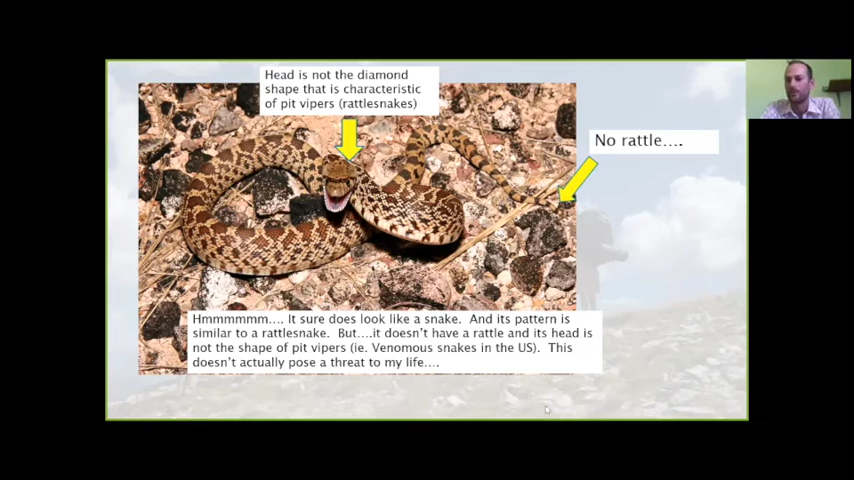 Head is not the diamond
shape that is characteristic
of pit vipers (rattlesnakes)
No rattle....
Hmmmmmm.... It sure does look like a snake. And its pattern is
similar to a rattlesnake. But....it doesn't have a rattle and its head is
not the shape of pit vipers (ie. Venomous snakes in the US). This
doesn't actually pose a threat to my life....